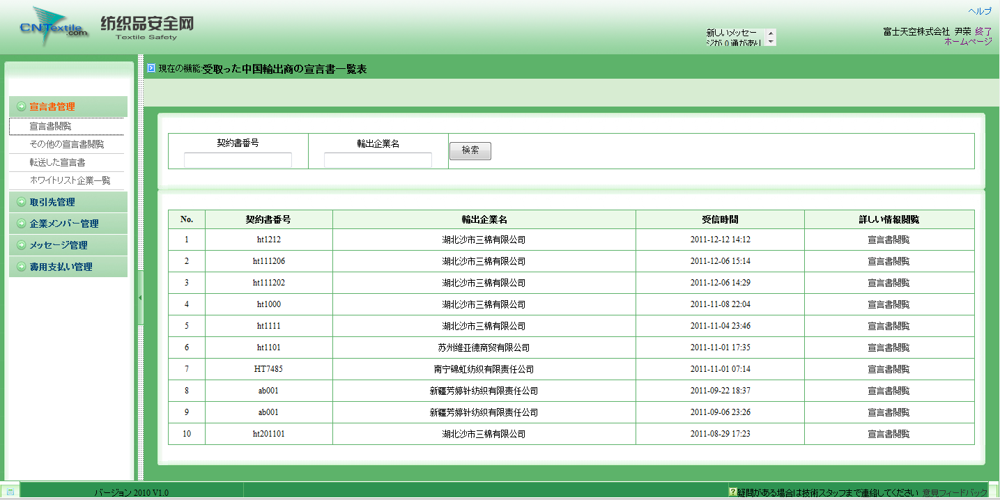 CNTextile.com
纺织品安全网
Textile Safety
ヘルプ
新しいメッセー
ジが 0 通があり
富士天空株式会社 尹荣 終了
ホームページ
現在の機能:受取った中国輸出商の宣言書一覧表
宣言書管理
宣言書閲覧
その他の宣言書閲覧
転送した宣言書
ホワイトリスト企業一覧
取引先管理
企業メンバー管理
メッセージ管理
費用支払い管理
契約書番号 輸出企業名 検索
No. 契約書番号 輸出企業名 受信時間 詳しい情報閲覧
1 ht1212 湖北沙市三棉有限公司 2011-12-12 14:12 宣言書閲覧
2 ht111206 湖北沙市三棉有限公司 2011-12-06 15:14 宣言書閲覧
3 ht111202 湖北沙市三棉有限公司 2011-12-06 14:29 宣言書閲覧
4 ht1000 湖北沙市三棉有限公司 2011-11-08 22:04 宣言書閲覧
5 ht1111 湖北沙市三棉有限公司 2011-11-04 23:46 宣言書閲覧
6 ht1101 苏州维亚德商贸有限公司 2011-11-01 17:35 宣言書閲覧
7 HT7485 南宁锦虹纺织有限责任公司 2011-11-01 07:14 宣言書閲覧
8 ab001 新疆芳婷针纺织有限责任公司 2011-09-22 18:37 宣言書閲覧
9 ab001 新疆芳婷针纺织有限责任公司 2011-09-06 23:26 宣言書閲覧
10 ht201101 湖北沙市三棉有限公司 2011-08-29 17:23 宣言書閲覧
バージョン 2010 V1.0
疑問がある場合は技術スタッフまで連絡してください 意見フィードバック